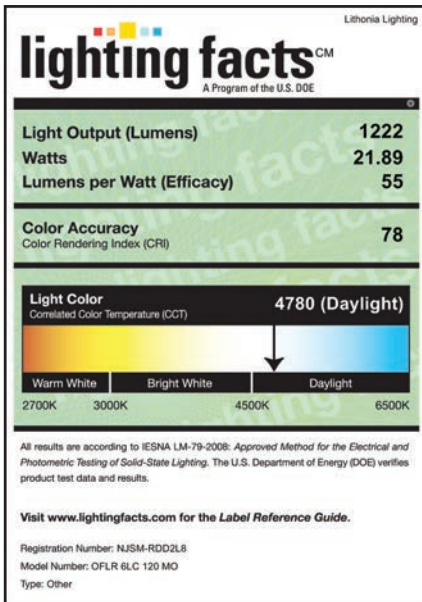 Lithonia Lighting
lighting facts CM
A Program of the U.S. DOE
Light Output (Lumens) 1222
Watts 21.89
Lumens per Watt (Efficacy) 55
Color Accuracy 78
Color Rendering Index (CRI)
Light Color 4780 (Daylight)
Correlated Color Temperature (CCT)
Warm White Bright White Daylight
2700K 3000K 4500K 6500K
All results are according to IESNA LM-79-2008: Approved Method for the Electrical and
Photometric Testing of Solid-State Lighting. The U.S. Department of Energy (DOE) verifies
product test data and results.
Visit www.lightingfacts.com for the Label Reference Guide.
Registration Number: NJSM-RDD2L8
Model Number: OFLR 6LC 120 MO
Type: Other